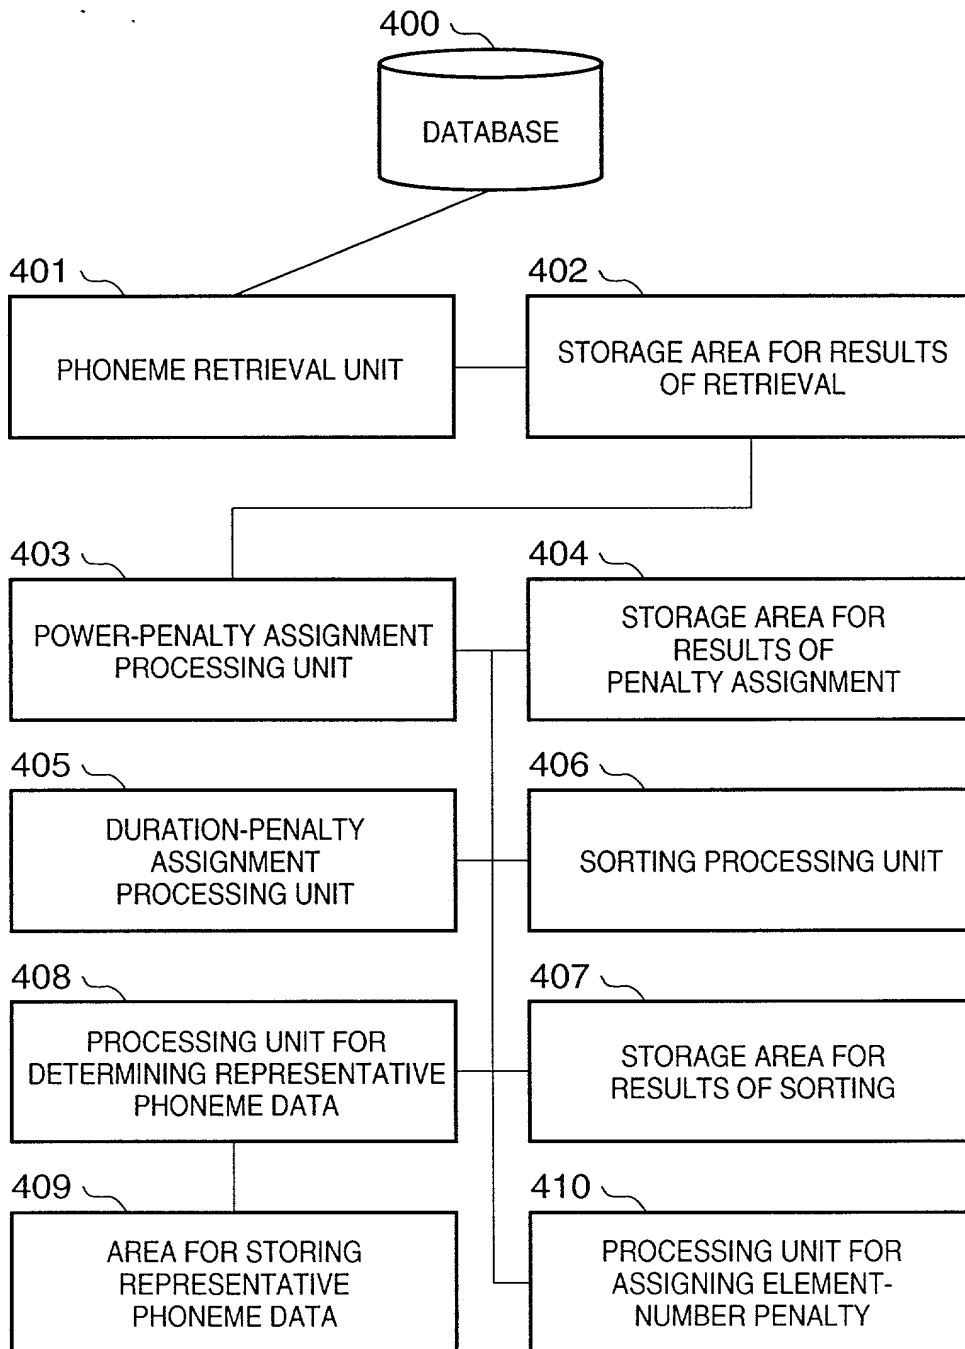 400
DATABASE
401
PHONEME RETRIEVAL UNIT
402
STORAGE AREA FOR RESULTS
OF RETRIEVAL
403
POWER-PENALTY ASSIGNMENT
PROCESSING UNIT
404
STORAGE AREA FOR
RESULTS OF
PENALTY ASSIGNMENT
405
DURATION-PENALTY
ASSIGNMENT
PROCESSING UNIT
406
SORTING PROCESSING UNIT
408
PROCESSING UNIT FOR
DETERMINING REPRESENTATIVE
PHONEME DATA
407
STORAGE AREA FOR
RESULTS OF SORTING
409
AREA FOR STORING
REPRESENTATIVE
PHONEME DATA
410
PROCESSING UNIT FOR
ASSIGNING ELEMENT-
NUMBER PENALTY